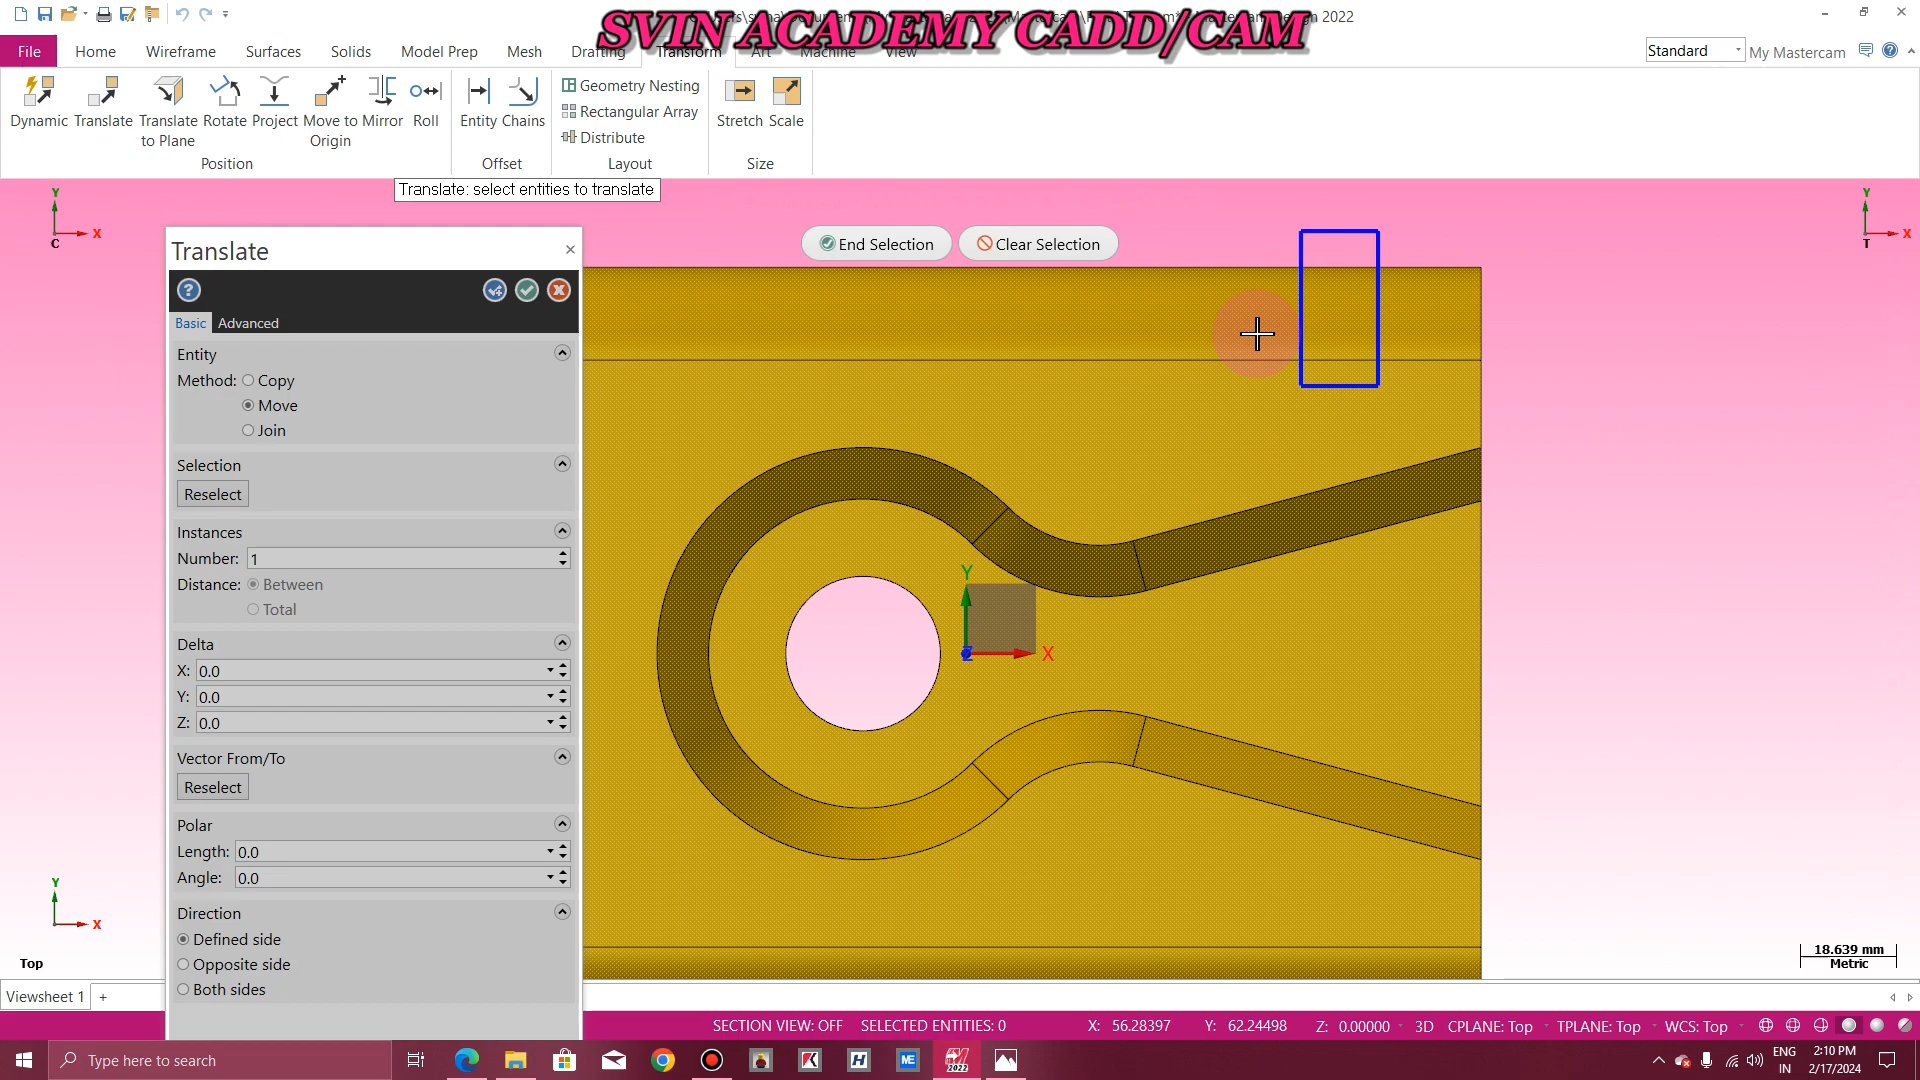 SVIN ACADEMY CADD/CAM
Design 2022
File
Home
Wireframe
Surfaces
Solids
Model Prep
Mesh
Drafting
Transform
Art
Machine
View
Standard
My Mastercam
Dynamic
Translate
Translate to Plane
Rotate
Project
Move to Origin
Mirror
Roll
Position
Entity
Chains
Offset
Geometry Nesting
Rectangular Array
Distribute
Layout
Stretch
Scale
Size
Translate: select entities to translate
Y
X
C
Y
X
T
End Selection
Clear Selection
Translate
Basic
Advanced
Entity
Method:
Copy
Move
Join
Selection
Reselect
Instances
Number: 1
Distance:
Between
Total
Delta
X: 0.0
Y: 0.0
Z: 0.0
Vector From/To
Reselect
Polar
Length: 0.0
Angle: 0.0
Direction
Defined side
Opposite side
Both sides
Y
Z
X
Y
X
Top
18.639 mm
Metric
Viewsheet 1
+
SECTION VIEW: OFF
SELECTED ENTITIES: 0
X: 56.28397
Y: 62.24498
Z: 0.00000
3D
CPLANE: Top
TPLANE: Top
WCS: Top
Type here to search
K
H
ME
2022
ENG
IN
2:10 PM
2/17/2024